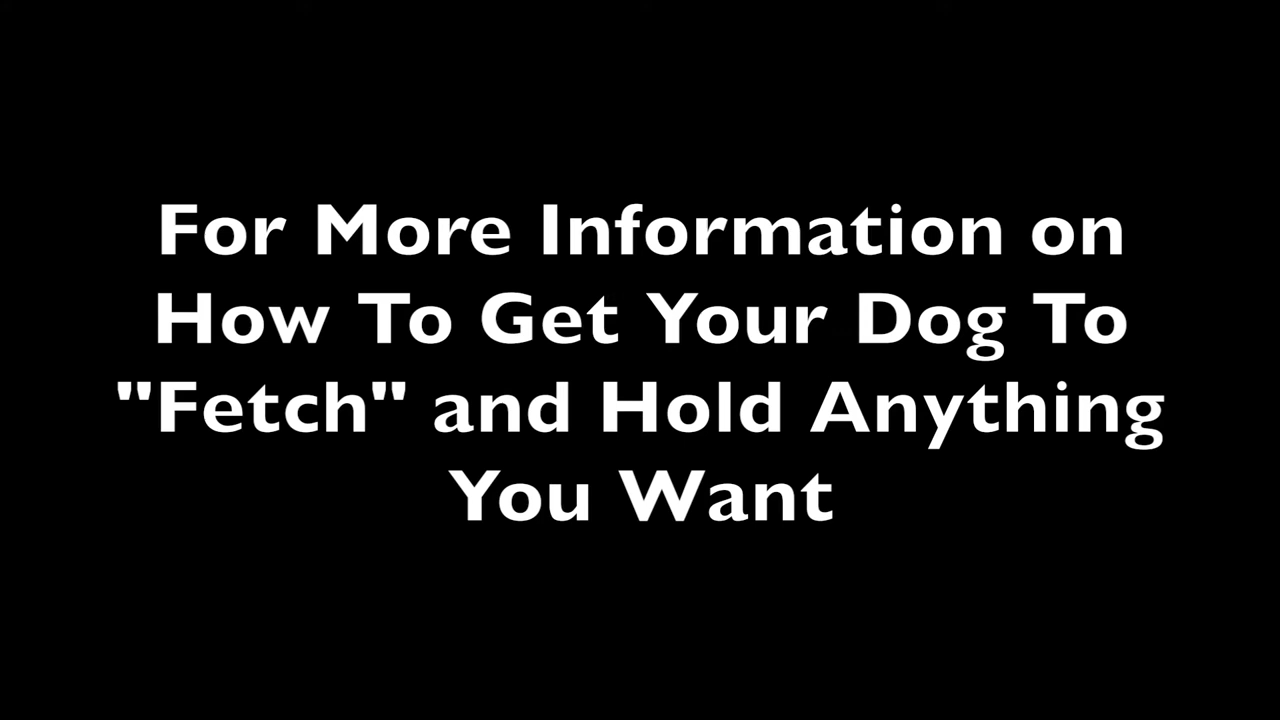 For More Information on
How To Get Your Dog To
"Fetch" and Hold Anything
You Want